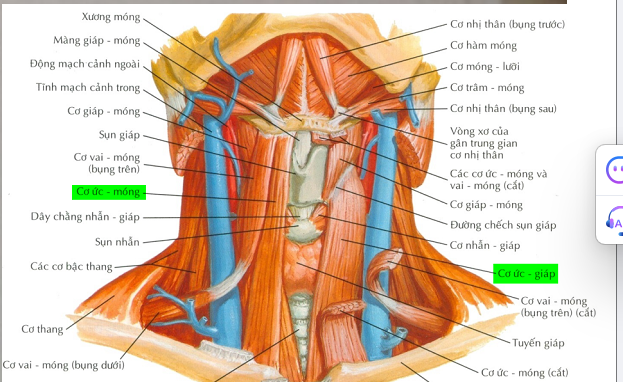 Xương móng
Màng giáp - móng
Động mạch cảnh ngoài
Tĩnh mạch cảnh trong
Cơ giáp - móng
Sụn giáp
Cơ vai - móng
(bụng trên)
Cơ ức - móng
Dây chằng nhẫn - giáp
Sụn nhẫn
Các cơ bậc thang
Cơ thang
Cơ vai - móng (bụng dưới)
Cơ nhị thân (bụng trước)
Cơ hàm móng
Cơ móng - lưỡi
Cơ trâm - móng
Cơ nhị thân (bụng sau)
Vòng xơ của
gân trung gian
cơ nhị thân
Các cơ ức - móng và
vai - móng (cắt)
Cơ giáp - móng
Đường chếch sụn giáp
Cơ nhẫn - giáp
Cơ ức - giáp
Cơ vai - móng
(bụng trên) (cắt)
Tuyến giáp
Cơ ức - móng (cắt)
A